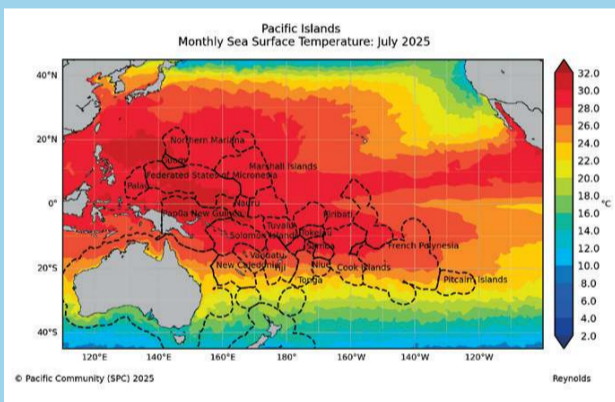 Pacific Islands
Monthly Sea Surface Temperature: July 2025
40°N
20°N
0°
20°S
40°S
Northern Mariana
Guam
Marshall Islands
Federated States of Micronesia
Palau
Nauru
Papua New Guinea
Kiribati
Tuvalu
Solomon Islands
Tokelau
Samoa
French Polynesia
Vanuatu
New Caledonia
Fiji
Niue
Cook Islands
Tonga
Pitcairn Islands
120°E
140°E
160°E
180°
160°W
140°W
120°W
32.0
30.0
28.0
26.0
24.0
22.0
20.0
18.0
16.0
14.0
12.0
10.0
8.0
6.0
4.0
2.0
°C
© Pacific Community (SPC) 2025
Reynolds